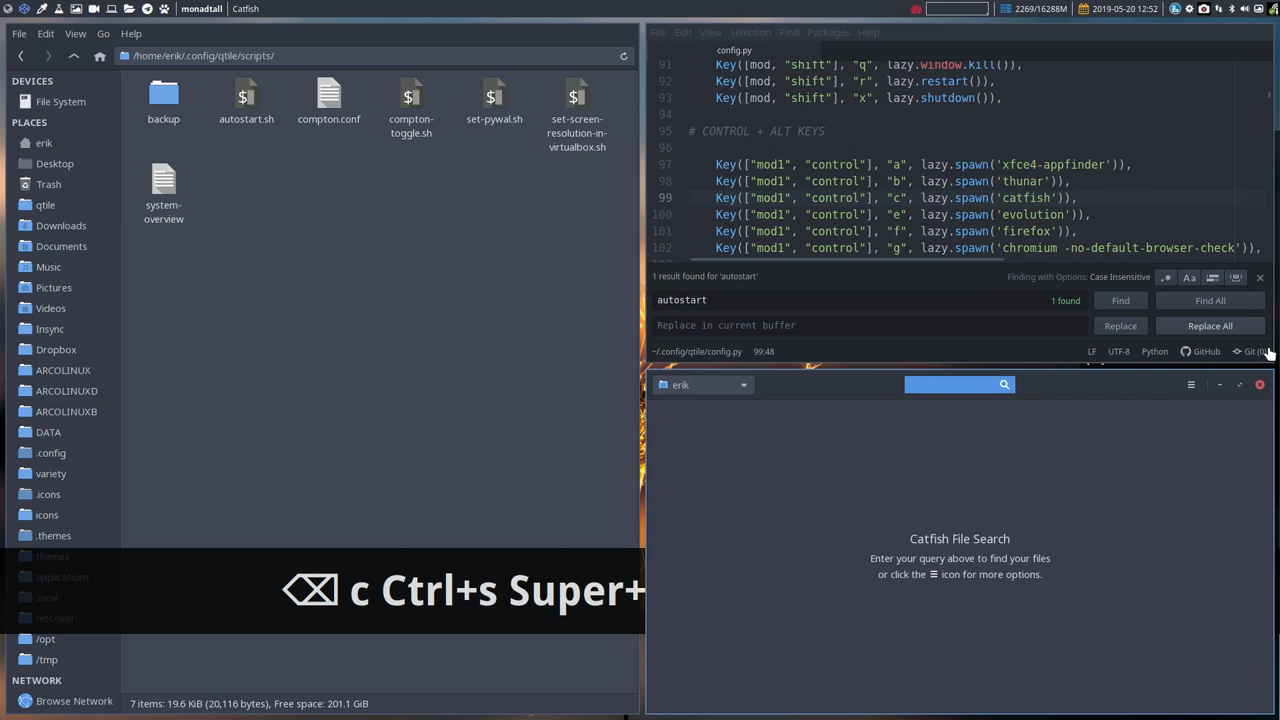 monadtall Catfish 2269/16288M 2019-05-20 12:52
File Edit View Go Help
/home/erik/.config/qtile/scripts/
DEVICES
File System
PLACES
erik
Desktop
Trash
qtile
Downloads
Documents
Music
Pictures
Videos
Insync
Dropbox
ARCOLINUX
ARCOLINUXD
ARCOLINUXB
DATA
.config
variety
.icons
icons
.themes
themes
applications
.local
/etc/skel
/opt
/tmp
NETWORK
Browse Network
backup
autostart.sh
compton.conf
compton-
toggle.sh
set-pywal.sh
set-screen-
resolution-in-
virtualbox.sh
system-
overview
7 items: 19.6 KiB (20,116 bytes), Free space: 201.1 GiB
⌫ c Ctrl+s Super+
File Edit View Selection Find Packages Help
config.py
91 Key([mod, "shift"], "q", lazy.window.kill()),
92 Key([mod, "shift"], "r", lazy.restart()),
93 Key([mod, "shift"], "x", lazy.shutdown()),
94
95 # CONTROL + ALT KEYS
96
97 Key(["mod1", "control"], "a", lazy.spawn('xfce4-appfinder')),
98 Key(["mod1", "control"], "b", lazy.spawn('thunar')),
99 Key(["mod1", "control"], "c", lazy.spawn('catfish')),
100 Key(["mod1", "control"], "e", lazy.spawn('evolution')),
101 Key(["mod1", "control"], "f", lazy.spawn('firefox')),
102 Key(["mod1", "control"], "g", lazy.spawn('chromium -no-default-browser-check')),
1 result found for 'autostart' Finding with Options: Case Insensitive .* Aa
autostart 1 found Find Find All
Replace in current buffer Replace Replace All
~/.config/qtile/config.py 99:48 LF UTF-8 Python GitHub Git (0)
erik
Catfish File Search
Enter your query above to find your files
or click the ☰ icon for more options.